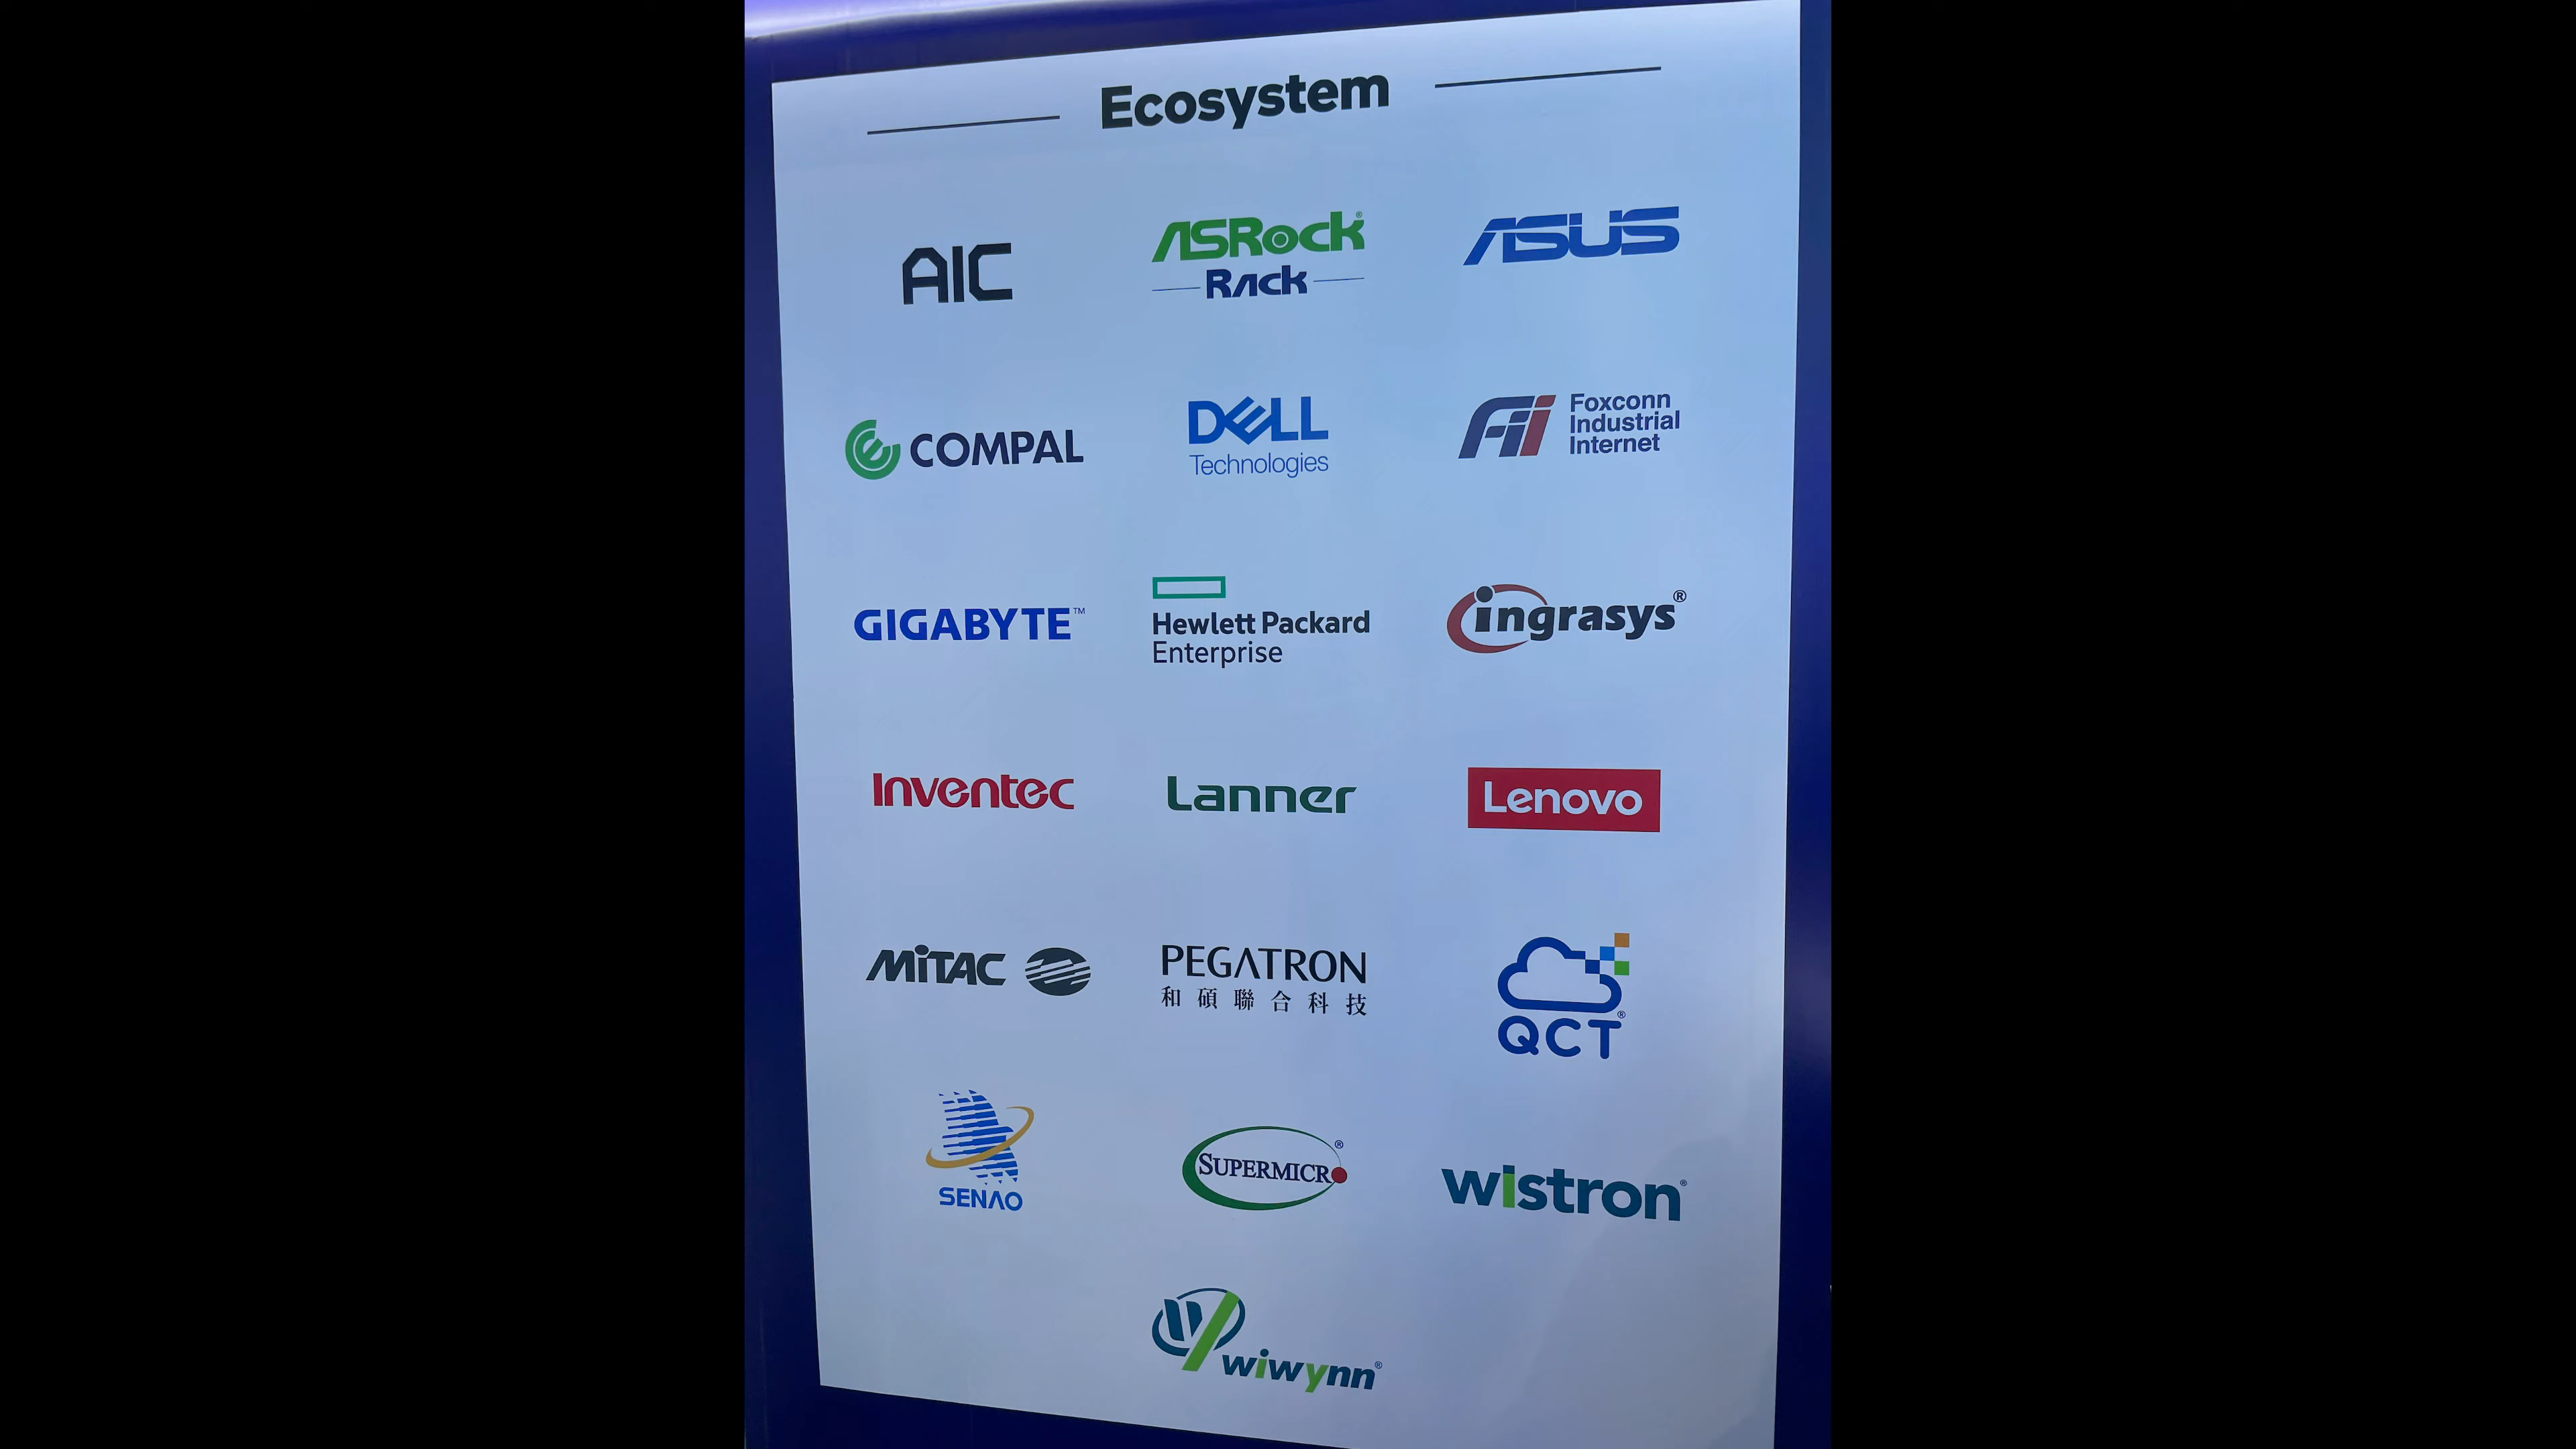 Ecosystem
AIC
ASRock®
Rack
ASUS
COMPAL
DELL
Technologies
Foxconn
Industrial
Internet
GIGABYTE™
Hewlett Packard
Enterprise
ingrasys®
Inventec
Lanner
Lenovo
MiTAC
PEGATRON
和碩聯合科技
QCT®
SENAO
SUPERMICRO®
wistron®
wiwynn®